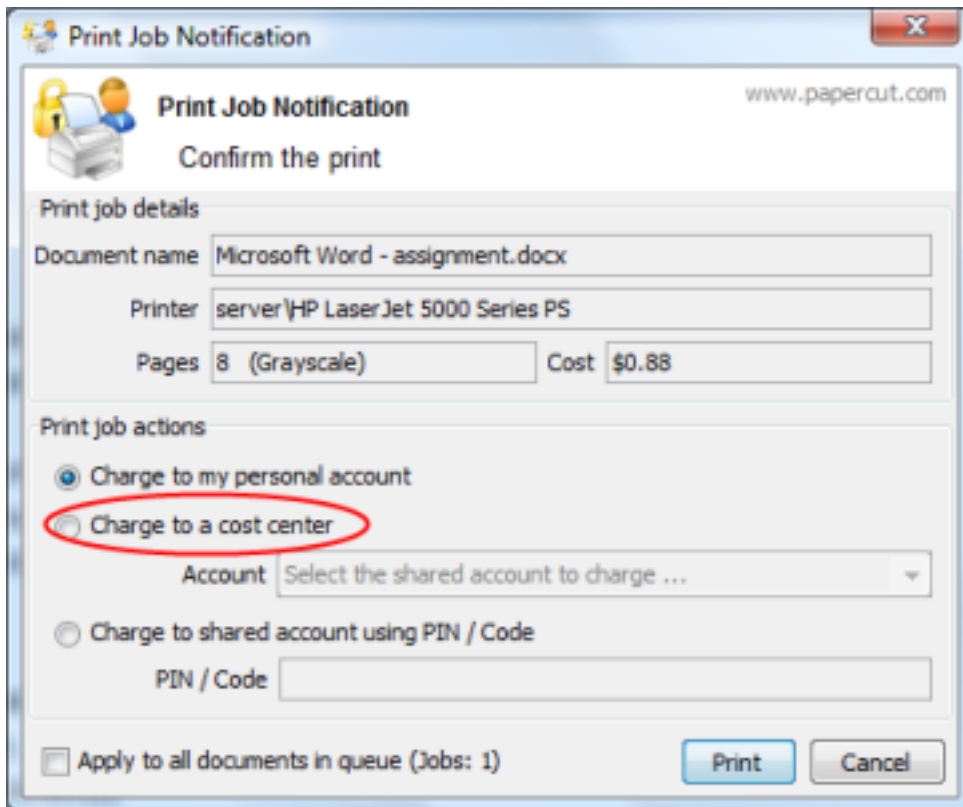 Print Job Notification
Print Job Notification
www.papercut.com
Confirm the print
Print job details
Document name Microsoft Word - assignment.docx
Printer server\HP LaserJet 5000 Series PS
Pages 8 (Grayscale) Cost $0.88
Print job actions
Charge to my personal account
Charge to a cost center
Account Select the shared account to charge ...
Charge to shared account using PIN / Code
PIN / Code
Apply to all documents in queue (Jobs: 1) Print Cancel